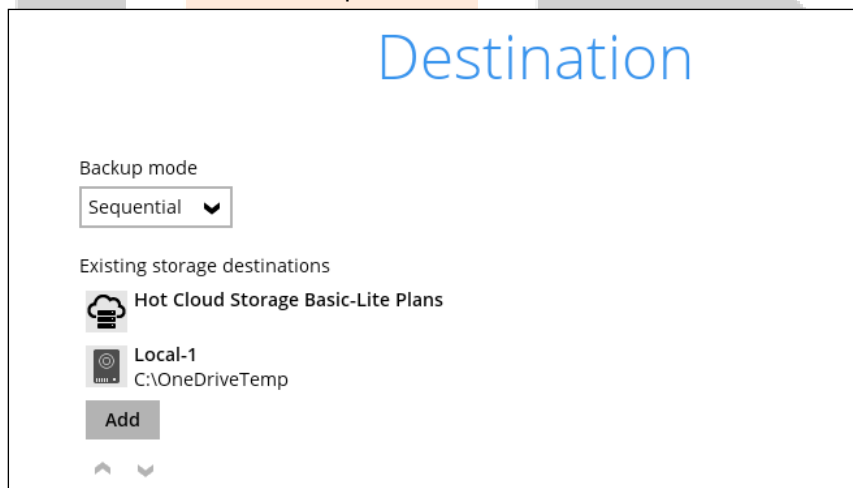 Destination
Backup mode
Sequential
Existing storage destinations
Hot Cloud Storage Basic-Lite Plans
Local-1
C:\OneDriveTemp
Add